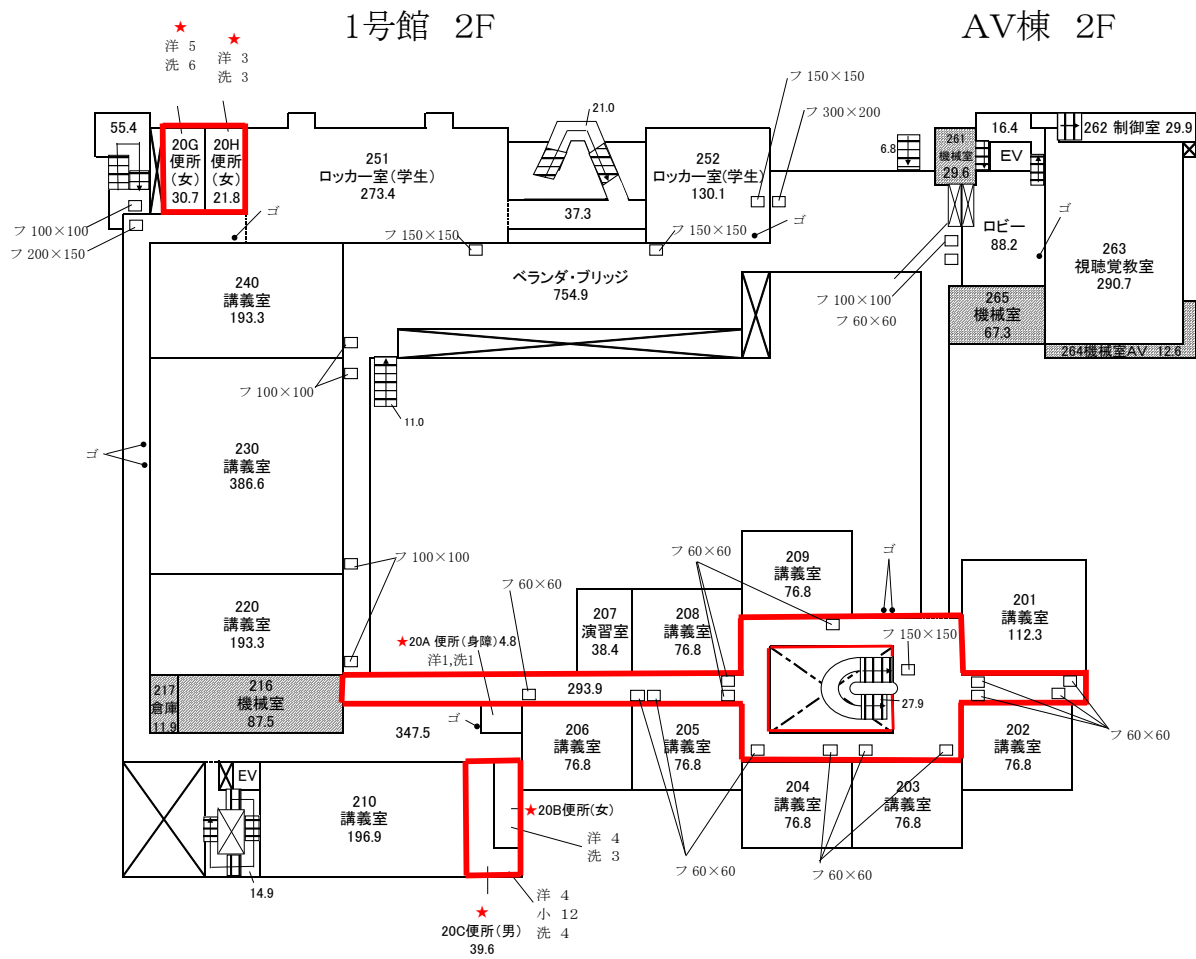 1号館 2F
AV棟 2F
★
洋 5
洗 6
★
洋 3
洗 3
55.4
20G
便所
(女)
30.7
20H
便所
(女)
21.8
251
ロッカー室(学生)
273.4
21.0
37.3
252
ロッカー室(学生)
130.1
フ 150×150
フ 300×200
6.8
261
機械室
29.6
16.4
EV
262 制御室 29.9
ロビー
88.2
ゴ
263
視聴覚教室
290.7
265
機械室
67.3
264機械室AV 12.6
フ 100×100
フ 200×150
ゴ
フ 150×150
フ 150×150
ゴ
ベランダ・ブリッジ
754.9
フ 100×100
フ 60×60
240
講義室
193.3
フ 100×100
11.0
ゴ
230
講義室
386.6
フ 100×100
220
講義室
193.3
217
倉庫
11.9
216
機械室
87.5
フ 60×60
★20A 便所(身障)4.8
洋1,洗1
207
演習室
38.4
208
講義室
76.8
フ 60×60
209
講義室
76.8
ゴ
フ 150×150
201
講義室
112.3
293.9
27.9
347.5
ゴ
206
講義室
76.8
205
講義室
76.8
204
講義室
76.8
203
講義室
76.8
202
講義室
76.8
フ 60×60
フ 60×60
フ 60×60
EV
210
講義室
196.9
14.9
★20B便所(女)
洋 4
洗 3
洋 4
小 12
洗 4
★
20C便所(男)
39.6